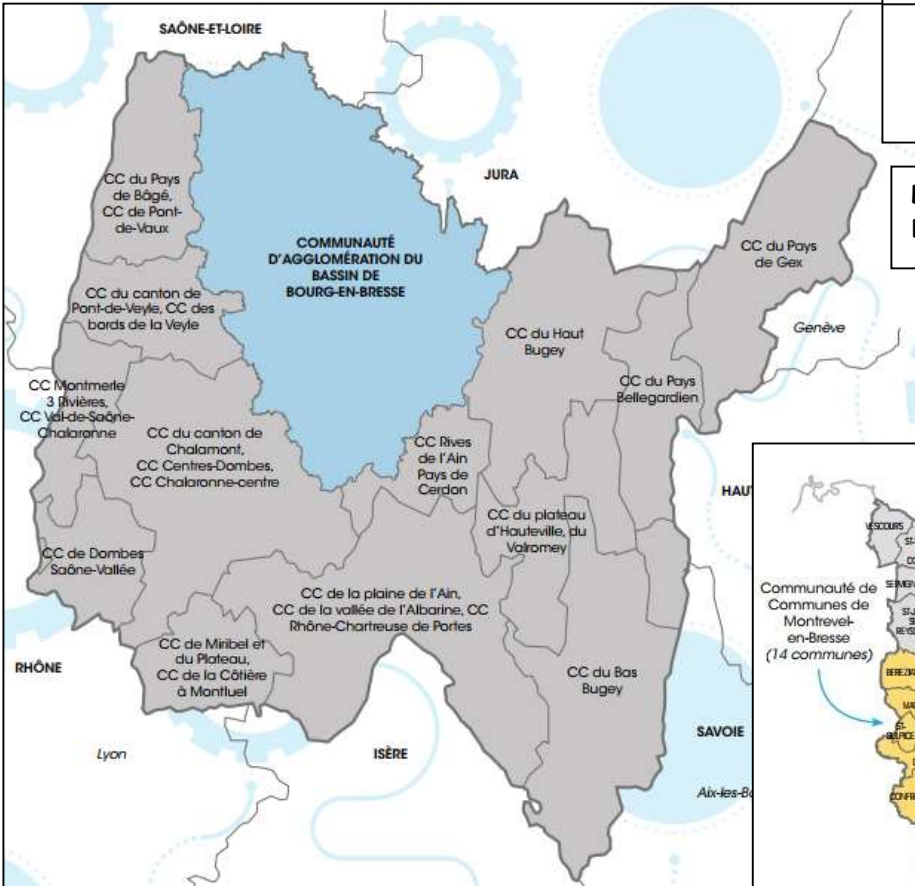 SAÔNE-ET-LOIRE
JURA
CC du Pays
de Bâgé,
CC de Pont-
de-Vaux
COMMUNAUTÉ
D'AGGLOMÉRATION DU
BASSIN DE
BOURG-EN-BRESSE
CC du Pays
de Gex
CC du canton de
Pont-de-Veyle, CC des
bords de la Veyle
Genève
CC du Haut
Bugey
CC du Pays
Bellegardien
CC Montmerle
3 Rivières,
CC Val-de-Saône-
Chalaronne
CC du canton de
Chalamont,
CC Centres-Dombes,
CC Chalaronne-centre
CC Rives
de l'Ain
Pays de
Cerdon
HAU
CC du plateau
d'Hauteville, du
Valromey
CC de Dombes
Saône-Vallée
CC de la plaine de l'Ain,
CC de la vallée de l'Albarine, CC
Rhône-Chartreuse de Portes
RHÔNE
CC de Miribel et
du Plateau,
CC de la Côtière
à Montluel
CC du Bas
Bugey
SAVOIE
Lyon
ISÈRE
Aix-les-B
VESCOURS
Communauté de
Communes de
Montrevel-
en-Bresse
(14 communes)